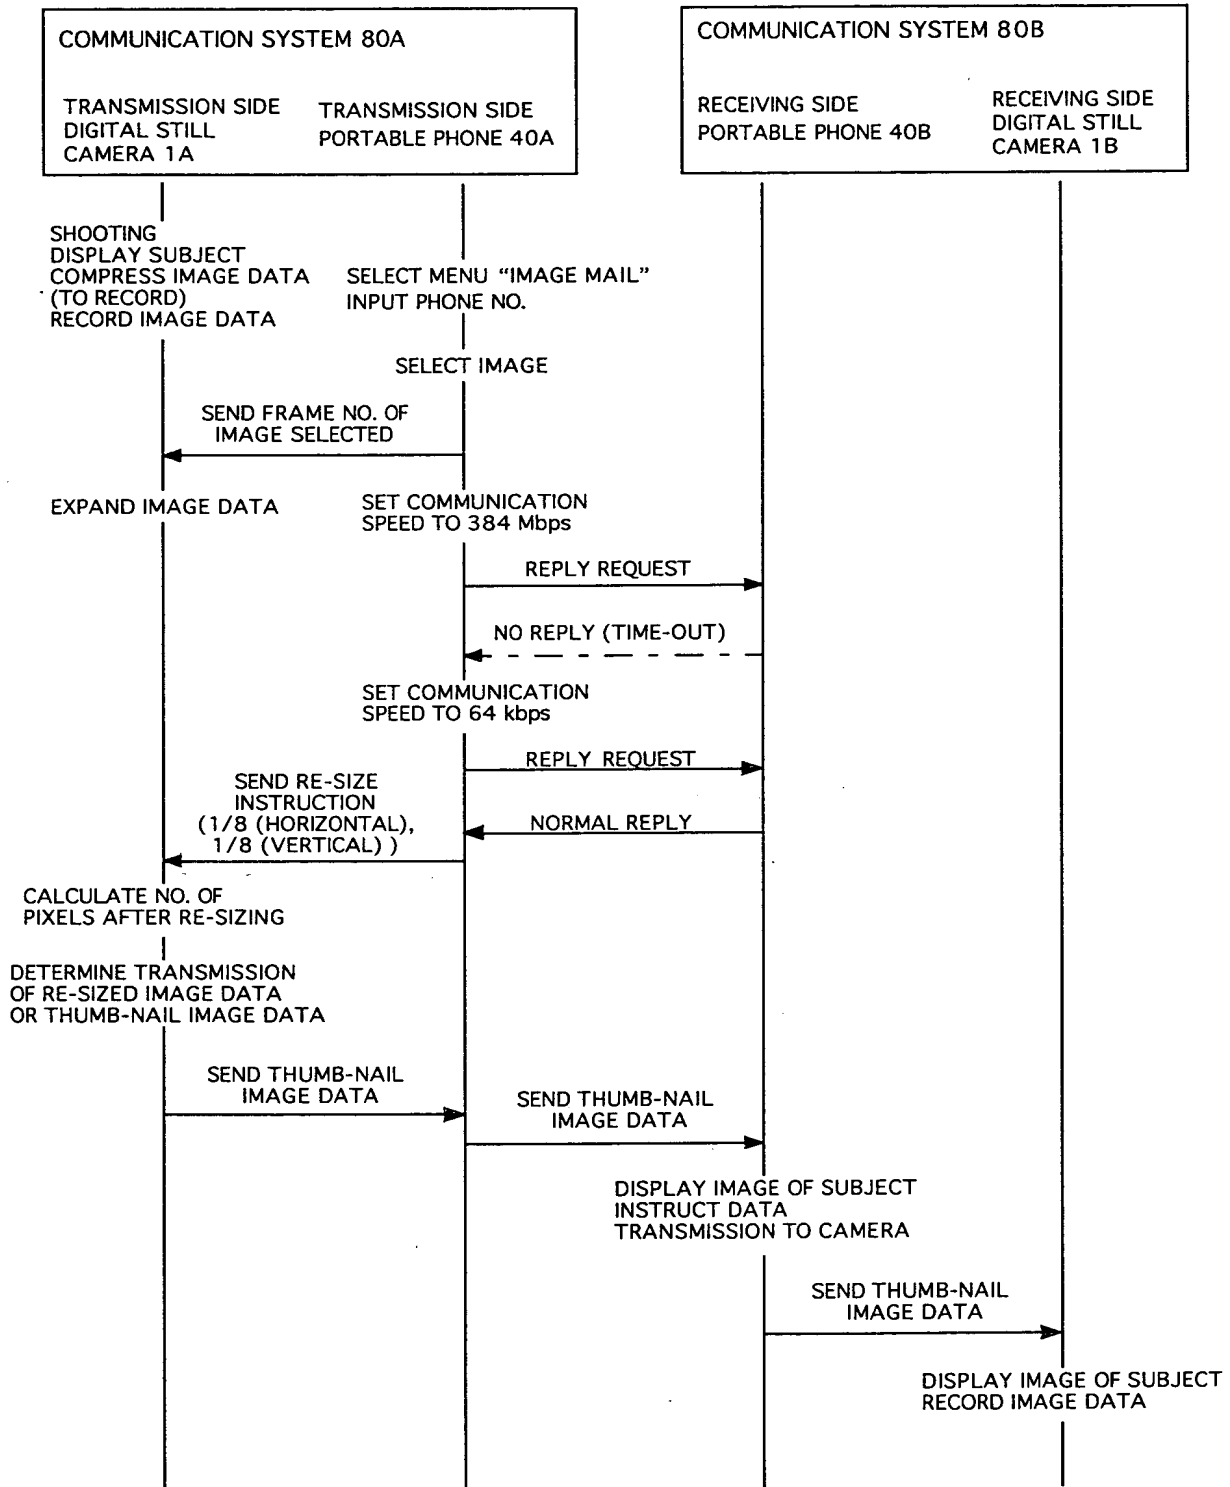 COMMUNICATION SYSTEM 80A
TRANSMISSION SIDE
DIGITAL STILL
CAMERA 1A
TRANSMISSION SIDE
PORTABLE PHONE 40A
COMMUNICATION SYSTEM 80B
RECEIVING SIDE
PORTABLE PHONE 40B
RECEIVING SIDE
DIGITAL STILL
CAMERA 1B
SHOOTING
DISPLAY SUBJECT
COMPRESS IMAGE DATA
(TO RECORD)
RECORD IMAGE DATA
SELECT MENU “IMAGE MAIL”
INPUT PHONE NO.
SELECT IMAGE
SEND FRAME NO. OF
IMAGE SELECTED
EXPAND IMAGE DATA
SET COMMUNICATION
SPEED TO 384 Mbps
REPLY REQUEST
NO REPLY (TIME-OUT)
SET COMMUNICATION
SPEED TO 64 kbps
REPLY REQUEST
SEND RE-SIZE
INSTRUCTION
(1/8 (HORIZONTAL),
1/8 (VERTICAL) )
NORMAL REPLY
CALCULATE NO. OF
PIXELS AFTER RE-SIZING
DETERMINE TRANSMISSION
OF RE-SIZED IMAGE DATA
OR THUMB-NAIL IMAGE DATA
SEND THUMB-NAIL
IMAGE DATA
SEND THUMB-NAIL
IMAGE DATA
DISPLAY IMAGE OF SUBJECT
INSTRUCT DATA
TRANSMISSION TO CAMERA
SEND THUMB-NAIL
IMAGE DATA
DISPLAY IMAGE OF SUBJECT
RECORD IMAGE DATA